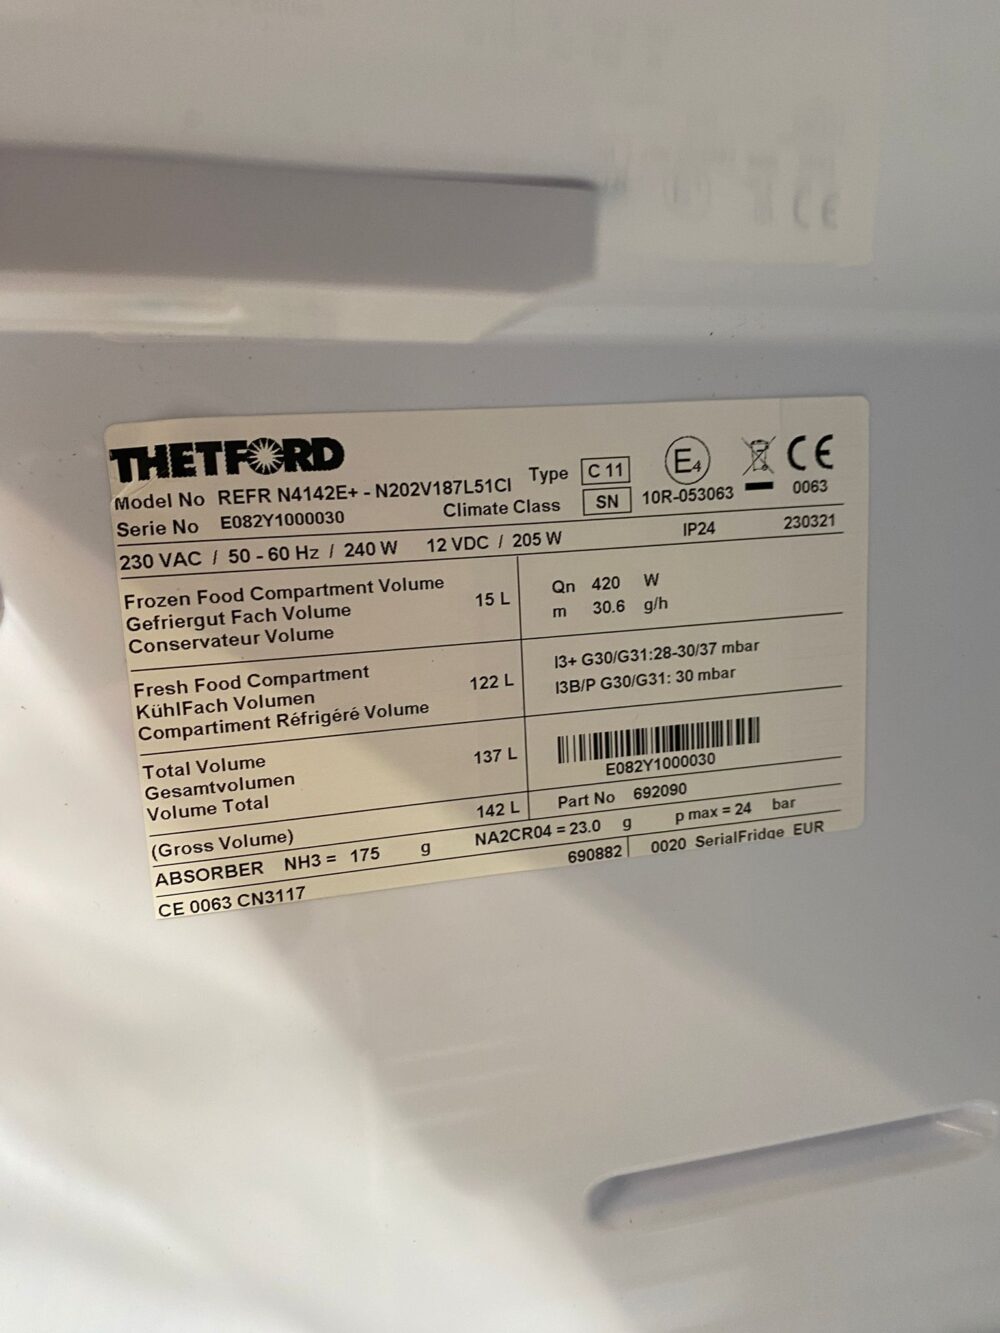 THETFORD
Model No REFR N4142E+ - N202V187L51CI Type C 11
Serie No E082Y1000030 Climate Class SN
E4
10R-053063
CE
0063
230 VAC / 50 - 60 Hz / 240 W 12 VDC / 205 W IP24 230321
Frozen Food Compartment Volume
Gefriergut Fach Volume
Conservateur Volume
15 L
Qn 420 W
m 30.6 g/h
Fresh Food Compartment
KühlFach Volumen
Compartiment Réfrigéré Volume
122 L
I3+ G30/G31:28-30/37 mbar
I3B/P G30/G31: 30 mbar
Total Volume
Gesamtvolumen
Volume Total
137 L
E082Y1000030
(Gross Volume) 142 L Part No 692090
ABSORBER NH3 = 175 g NA2CR04 = 23.0 g p max = 24 bar
CE 0063 CN3117 690882 0020 SerialFridge EUR